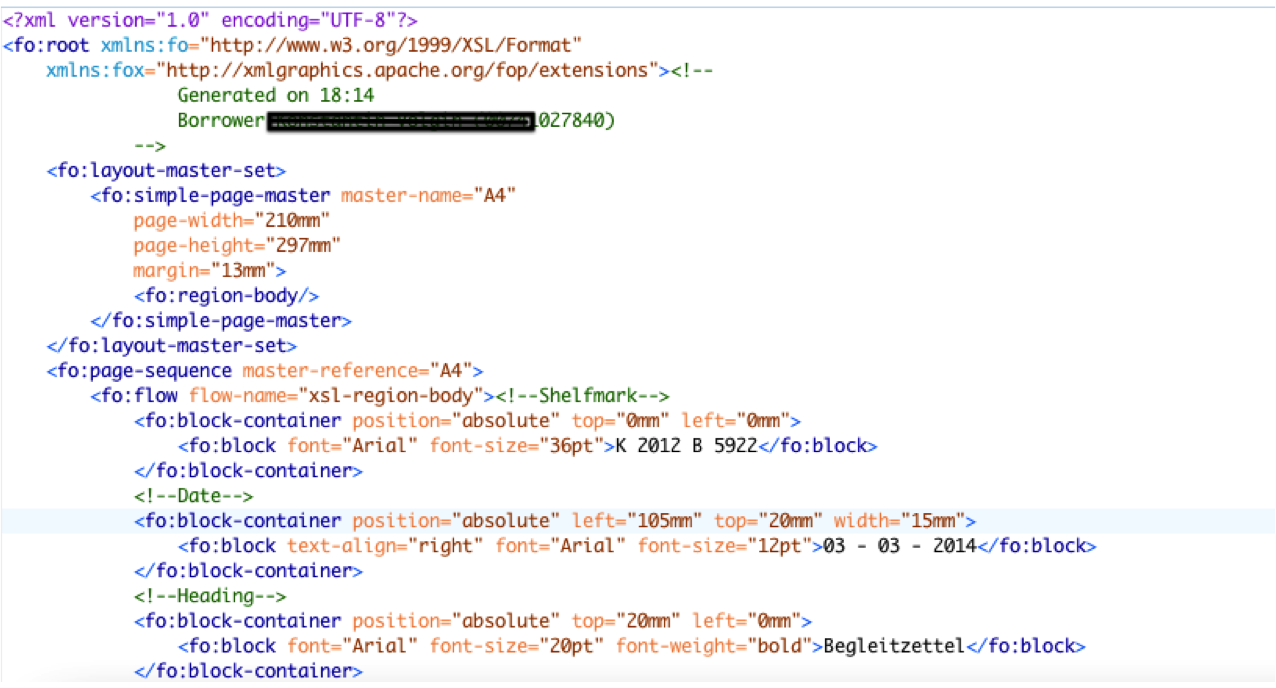 <?xml version="1.0" encoding="UTF-8"?>
<fo:root xmlns:fo="http://www.w3.org/1999/XSL/Format"
xmlns:fox="http://xmlgraphics.apache.org/fop/extensions"><!--
Generated on 18:14
Borrower 1027840)
-->
<fo:layout-master-set>
<fo:simple-page-master master-name="A4"
page-width="210mm"
page-height="297mm"
margin="13mm">
<fo:region-body/>
</fo:simple-page-master>
</fo:layout-master-set>
<fo:page-sequence master-reference="A4">
<fo:flow flow-name="xsl-region-body"><!--Shelfmark-->
<fo:block-container position="absolute" top="0mm" left="0mm">
<fo:block font="Arial" font-size="36pt">K 2012 B 5922</fo:block>
</fo:block-container>
<!--Date-->
<fo:block-container position="absolute" left="105mm" top="20mm" width="15mm">
<fo:block text-align="right" font="Arial" font-size="12pt">03 - 03 - 2014</fo:block>
</fo:block-container>
<!--Heading-->
<fo:block-container position="absolute" top="20mm" left="0mm">
<fo:block font="Arial" font-size="20pt" font-weight="bold">Begleitzettel</fo:block>
</fo:block-container>